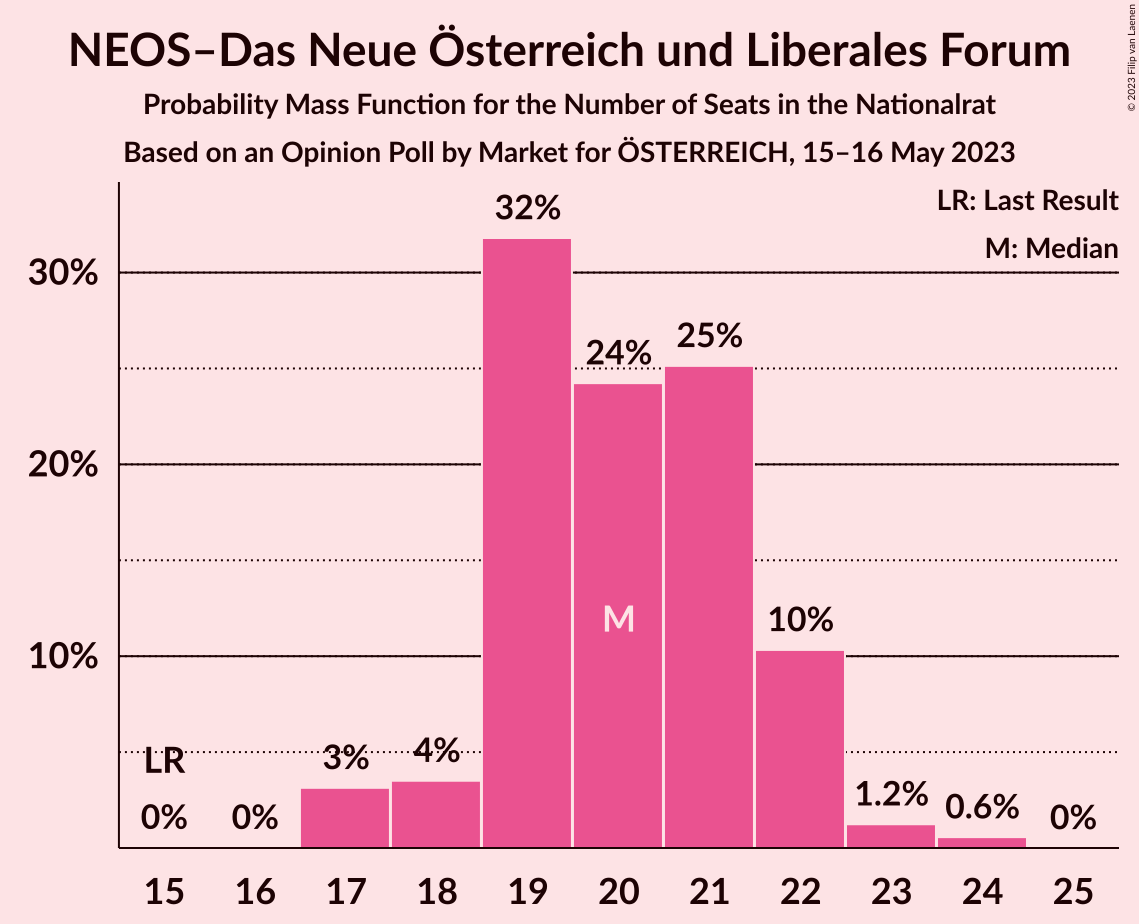 NEOS–Das Neue Österreich und Liberales Forum
Probability Mass Function for the Number of Seats in the Nationalrat
Based on an Opinion Poll by Market for ÖSTERREICH, 15–16 May 2023
© 2023 Filip van Laenen
LR: Last Result
M: Median
30%
20%
10%
LR
0%
0%
3%
4%
32%
24%
M
25%
10%
1.2%
0.6%
0%
15 16 17 18 19 20 21 22 23 24 25